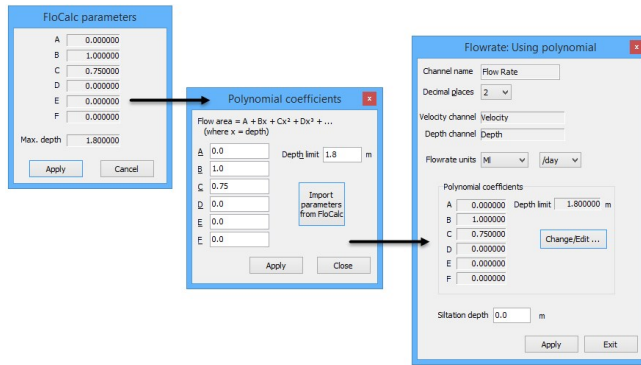 FloCalc parameters
A 0.000000
B 1.000000
C 0.750000
D 0.000000
E 0.000000
F 0.000000
Max. depth 1.800000
Apply Cancel
Polynomial coefficients x
Flow area = A + Bx + Cx² + Dx³ + ...
(where x = depth)
A 0.0 Depth limit 1.8 m
B 1.0
C 0.75
D 0.0
E 0.0
F 0.0
Import
parameters
from FloCalc
Apply Close
Flowrate: Using polynomial x
Channel name Flow Rate
Decimal places 2
Velocity channel Velocity
Depth channel Depth
Flowrate units Ml /day
Polynomial coefficients
A 0.000000 Depth limit 1.800000 m
B 1.000000
C 0.750000 Change/Edit ...
D 0.000000
E 0.000000
F 0.000000
Siltation depth 0.0 m
Apply Exit